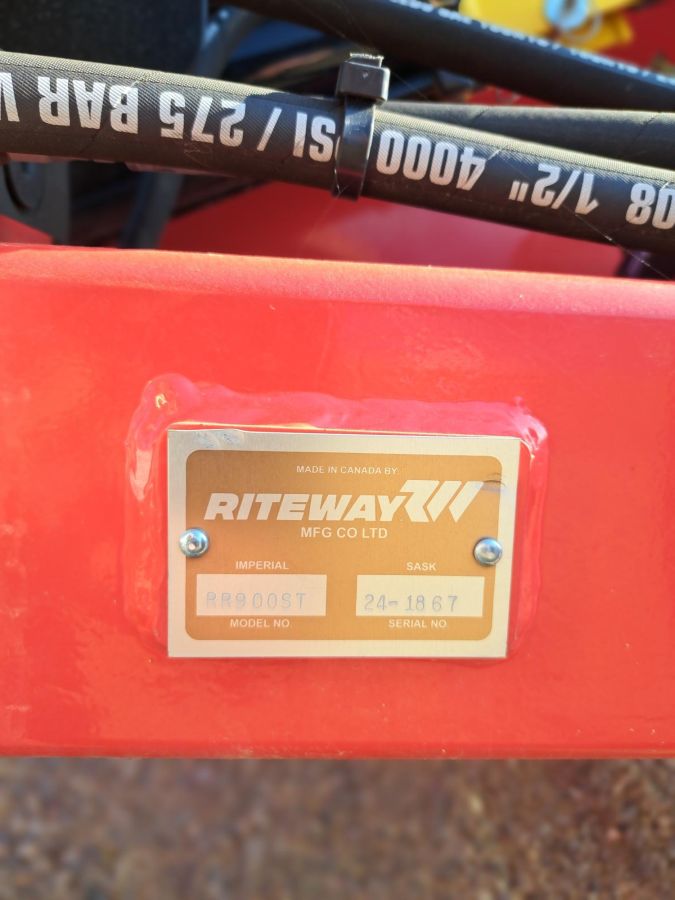 08 1/2" 4000 PSI / 275 BAR W
MADE IN CANADA BY:
RITEWAY
MFG CO LTD
IMPERIAL SASK
RR900ST 24-1867
MODEL NO. SERIAL NO.